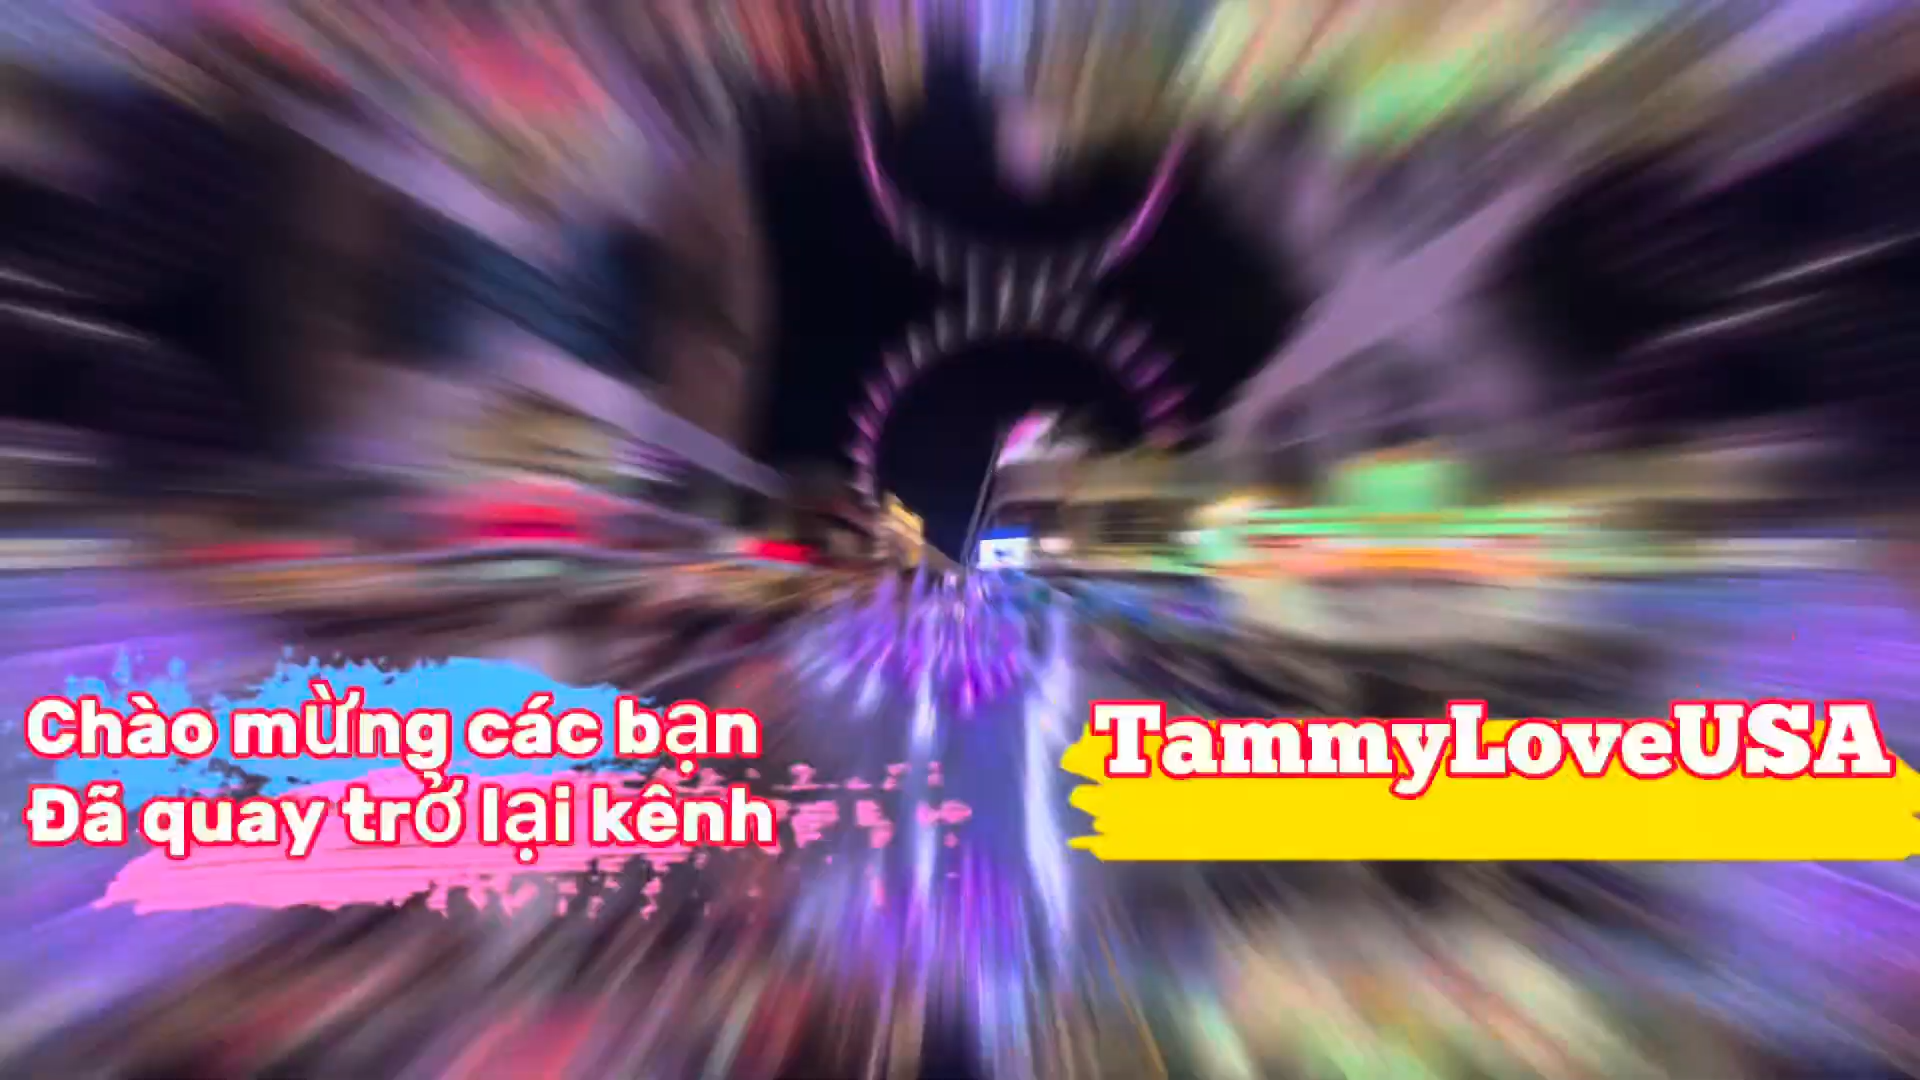 Chào mừng các bạn
Đã quay trở lại kênh
TammyLoveUSA